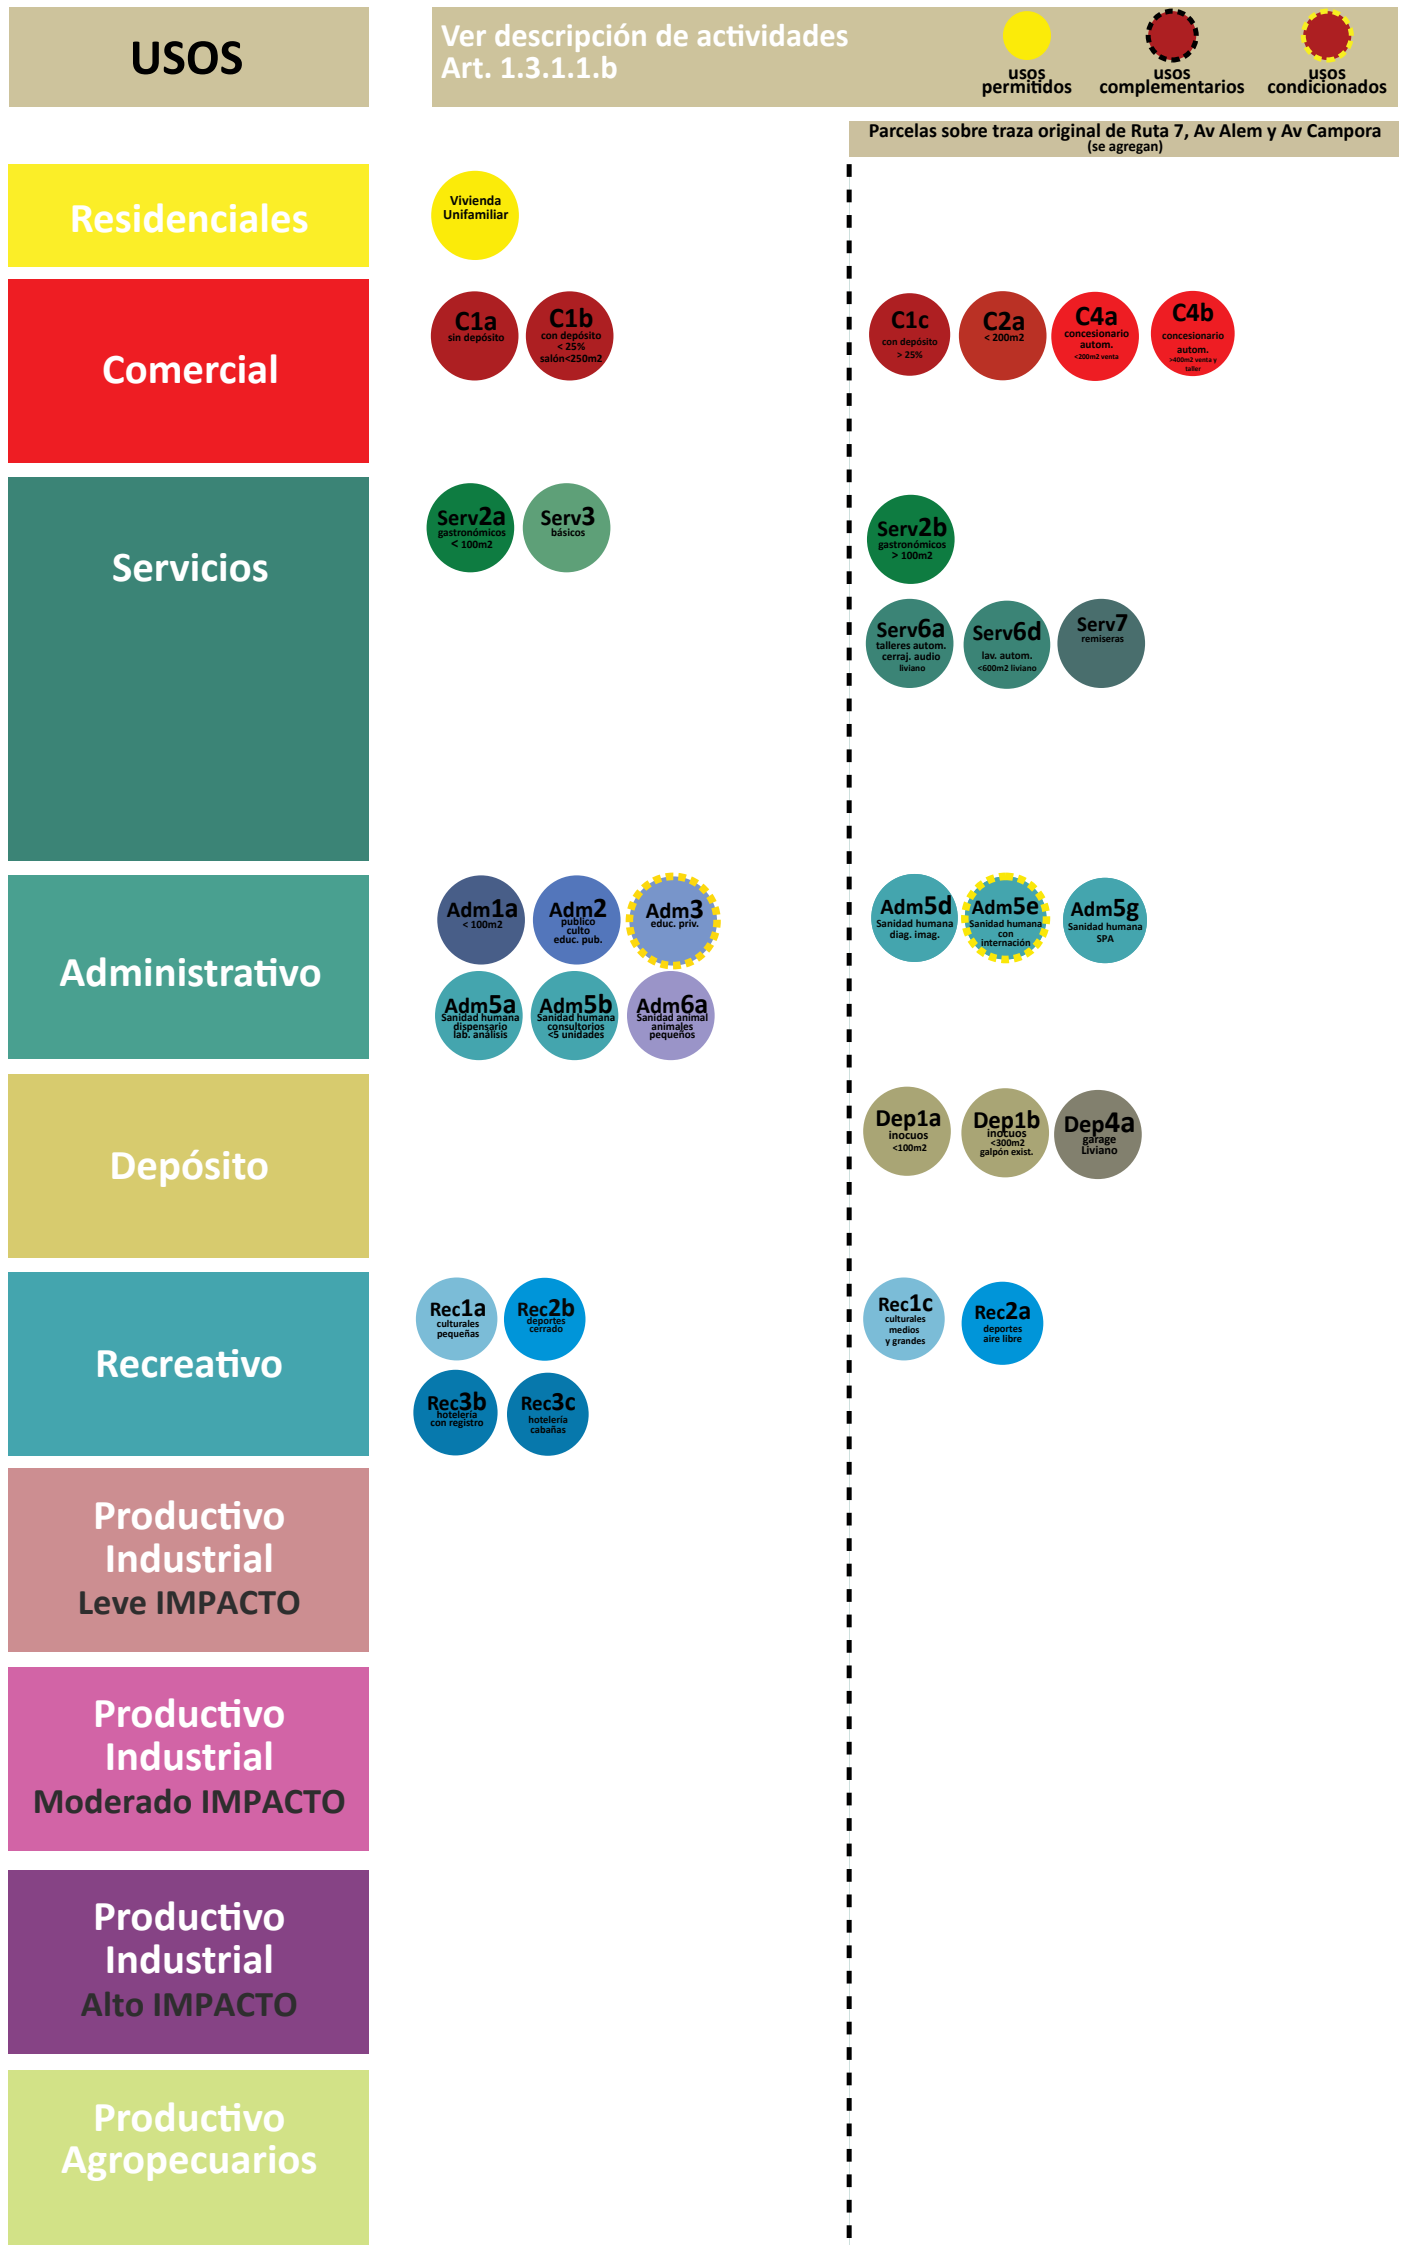 USOS
Ver descripción de actividades
Art. 1.3.1.1.b
usos
permitidos
usos
complementarios
usos
condicionados
Parcelas sobre traza original de Ruta 7, Av Alem y Av Campora
(se agregan)
Residenciales
Vivienda
Unifamiliar
Comercial
C1a
sin depósito
C1b
con depósito
< 25%
salón<250m2
C1c
con depósito
> 25%
C2a
< 200m2
C4a
concesionario
autom.
<200m2 venta
C4b
concesionario
autom.
>400m2 venta y
taller
Servicios
Serv2a
gastronómicos
< 100m2
Serv3
básicos
Serv2b
gastronómicos
> 100m2
Serv6a
talleres autom.
cerraj. audio
liviano
Serv6d
lav. autom.
<600m2 liviano
Serv7
remiseras
Administrativo
Adm1a
< 100m2
Adm2
publico
culto
educ. pub.
Adm3
educ. priv.
Adm5d
Sanidad humana
diag. imag.
Adm5e
Sanidad humana
con
internación
Adm5g
Sanidad humana
SPA
Adm5a
Sanidad humana
dispensario
lab. análisis
Adm5b
Sanidad humana
consultorios
<5 unidades
Adm6a
Sanidad animal
animales
pequeños
Depósito
Dep1a
inocuos
<100m2
Dep1b
inocuos
<300m2
galpón exist.
Dep4a
garage
Liviano
Recreativo
Rec1a
culturales
pequeñas
Rec2b
deportes
cerrado
Rec1c
culturales
medios
y grandes
Rec2a
deportes
aire libre
Rec3b
hotelería
con registro
Rec3c
hotelería
cabañas
Productivo
Industrial
Leve IMPACTO
Productivo
Industrial
Moderado IMPACTO
Productivo
Industrial
Alto IMPACTO
Productivo
Agropecuarios